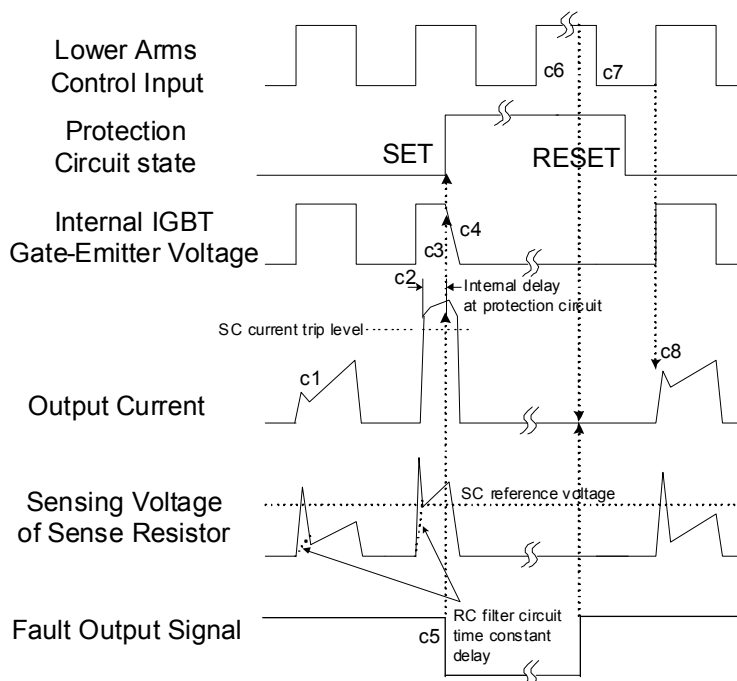 Lower Arms
Control Input
c6
c7
Protection
Circuit state
SET
RESET
Internal IGBT
Gate-Emitter Voltage
c3
c4
c2
Internal delay
at protection circuit
SC current trip level
c1
c8
Output Current
Sensing Voltage
of Sense Resistor
SC reference voltage
Fault Output Signal
c5
RC filter circuit
time constant
delay